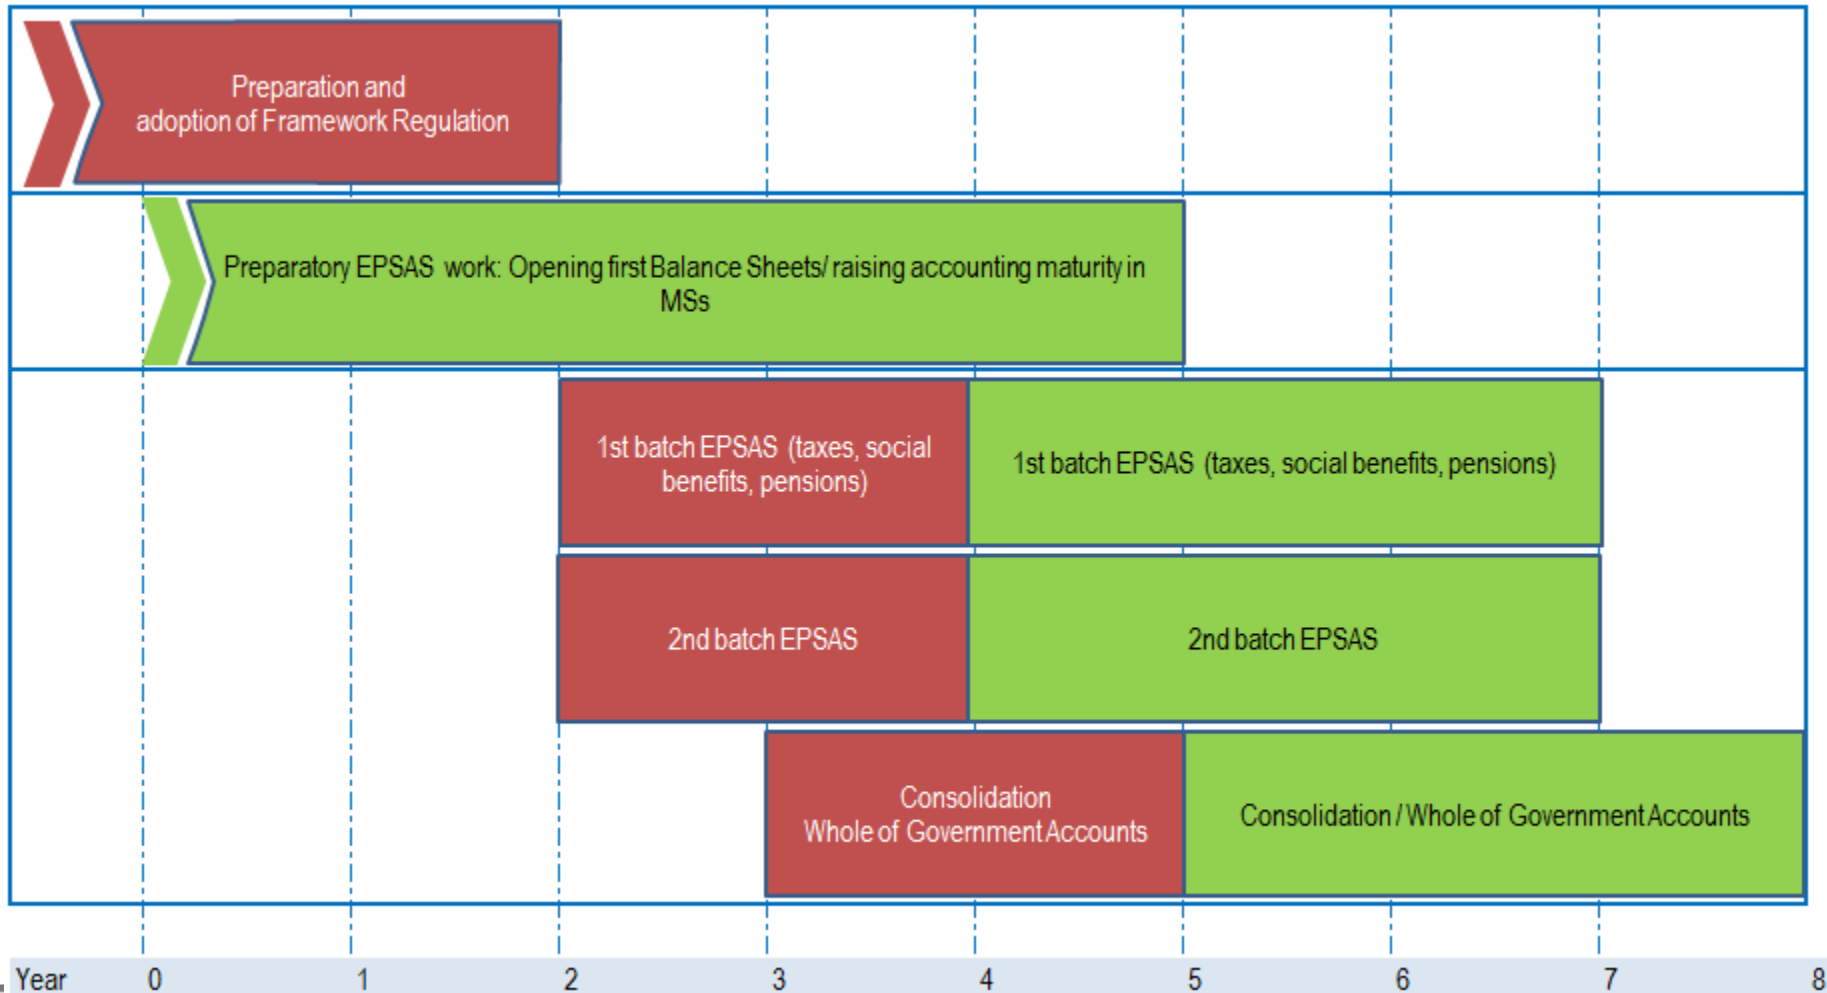 Preparation and
adoption of Framework Regulation
Preparatory EPSAS work: Opening first Balance Sheets/ raising accounting maturity in
MSs
1st batch EPSAS (taxes, social
benefits, pensions)
1st batch EPSAS (taxes, social benefits, pensions)
2nd batch EPSAS
2nd batch EPSAS
Consolidation
Whole of Government Accounts
Consolidation / Whole of Government Accounts
Year 0 1 2 3 4 5 6 7 8